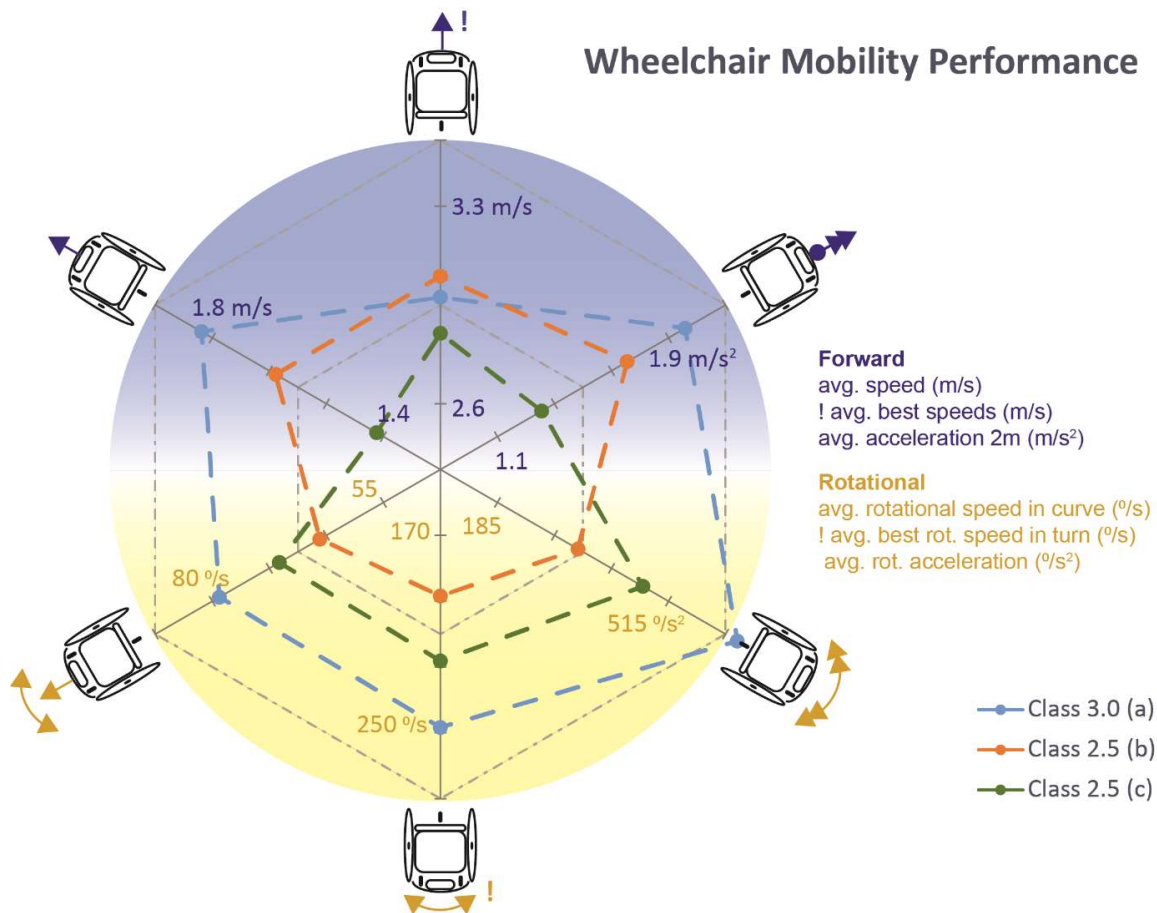 !
Wheelchair Mobility Performance
3.3 m/s
1.8 m/s
1.9 m/s²
1.4
2.6
1.1
Forward
avg. speed (m/s)
! avg. best speeds (m/s)
avg. acceleration 2m (m/s²)
Rotational
avg. rotational speed in curve (º/s)
! avg. best rot. speed in turn (º/s)
avg. rot. acceleration (º/s²)
55
170
185
80 º/s
515 º/s²
250 º/s
Class 3.0 (a)
Class 2.5 (b)
Class 2.5 (c)
!